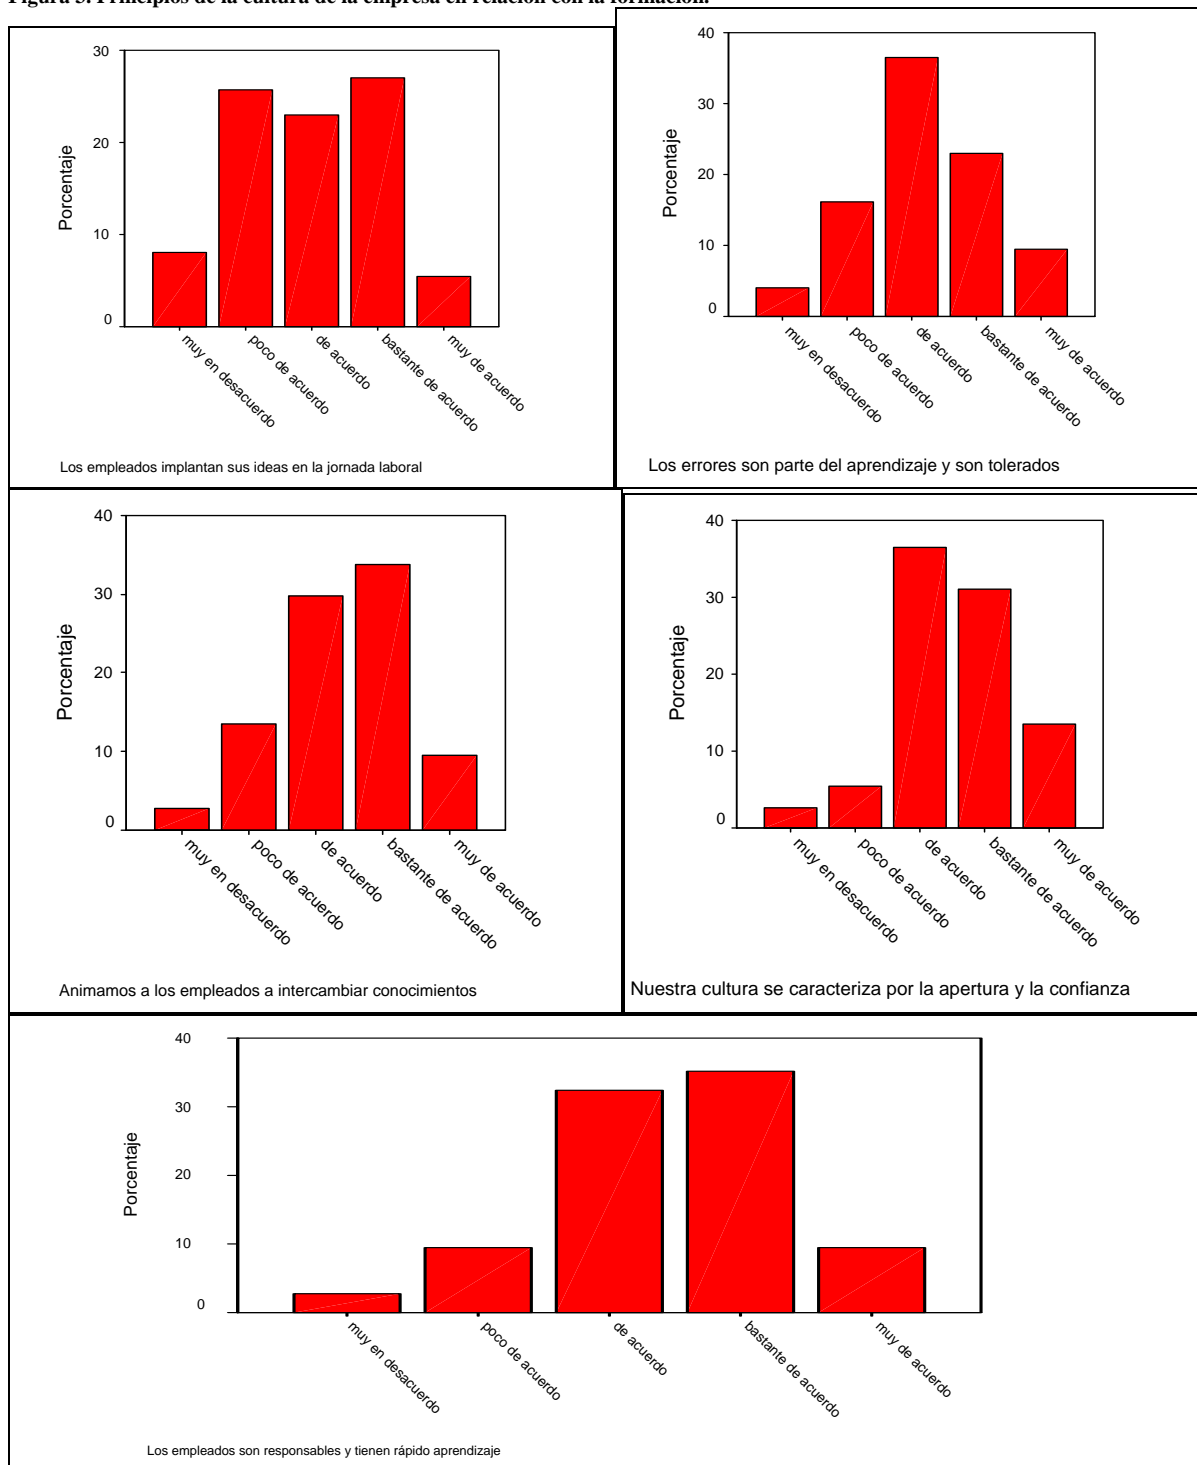 Figura 3. Principios de la cultura de la empresa en relación con la formación.
30
20
10
0
Porcentaje
muy en desacuerdo
poco de acuerdo
de acuerdo
bastante de acuerdo
muy de acuerdo
Los empleados implantan sus ideas en la jornada laboral
40
30
20
10
0
Porcentaje
muy en desacuerdo
poco de acuerdo
de acuerdo
bastante de acuerdo
muy de acuerdo
Los errores son parte del aprendizaje y son tolerados
40
30
20
10
0
Porcentaje
muy en desacuerdo
poco de acuerdo
de acuerdo
bastante de acuerdo
muy de acuerdo
Animamos a los empleados a intercambiar conocimientos
40
30
20
10
0
Porcentaje
muy en desacuerdo
poco de acuerdo
de acuerdo
bastante de acuerdo
muy de acuerdo
Nuestra cultura se caracteriza por la apertura y la confianza
40
30
20
10
0
Porcentaje
muy en desacuerdo
poco de acuerdo
de acuerdo
bastante de acuerdo
muy de acuerdo
Los empleados son responsables y tienen rápido aprendizaje